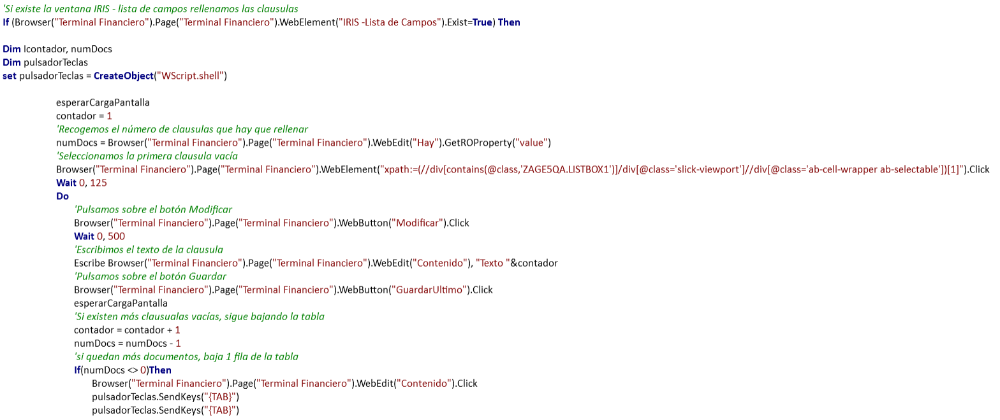 'Si existe la ventana IRIS - lista de campos rellenamos las clausulas
If (Browser("Terminal Financiero").Page("Terminal Financiero").WebElement("IRIS -Lista de Campos").Exist=True) Then
Dim Icontador, numDocs
Dim pulsadorTeclas
set pulsadorTeclas = CreateObject("WScript.shell")
esperarCargaPantalla
contador = 1
'Recogemos el número de clausulas que hay que rellenar
numDocs = Browser("Terminal Financiero").Page("Terminal Financiero").WebEdit("Hay").GetROProperty("value")
'Seleccionamos la primera clausula vacía
Browser("Terminal Financiero").Page("Terminal Financiero").WebElement("xpath:=(//div[contains(@class,'ZAGE5QA.LISTBOX1')]/div[@class='slick-viewport']//div[@class='ab-cell-wrapper ab-selectable'])[1]").Click
Wait 0, 125
Do
'Pulsamos sobre el botón Modificar
Browser("Terminal Financiero").Page("Terminal Financiero").WebButton("Modificar").Click
Wait 0, 500
'Escribimos el texto de la clausula
Escribe Browser("Terminal Financiero").Page("Terminal Financiero").WebEdit("Contenido"), "Texto "&contador
'Pulsamos sobre el botón Guardar
Browser("Terminal Financiero").Page("Terminal Financiero").WebButton("GuardarUltimo").Click
esperarCargaPantalla
'Si existen más clausualas vacías, sigue bajando la tabla
contador = contador + 1
numDocs = numDocs - 1
'si quedan más documentos, baja 1 fila de la tabla
If(numDocs <> 0)Then
Browser("Terminal Financiero").Page("Terminal Financiero").WebEdit("Contenido").Click
pulsadorTeclas.SendKeys("{TAB}")
pulsadorTeclas.SendKeys("{TAB}")